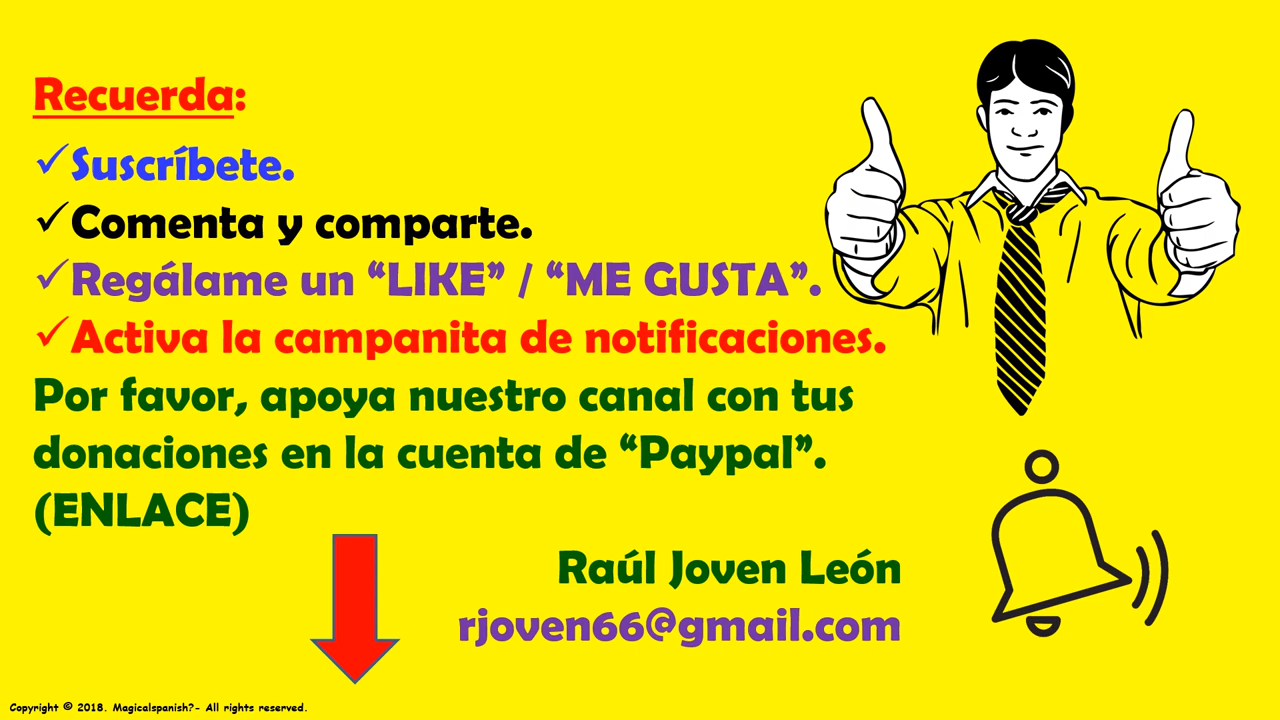 Recuerda:
✓Suscríbete.
✓Comenta y comparte.
✓Regálame un “LIKE” / “ME GUSTA”.
✓Activa la campanita de notificaciones.
Por favor, apoya nuestro canal con tus
donaciones en la cuenta de “Paypal”.
(ENLACE)
Raúl Joven León
rjoven66@gmail.com
Copyright © 2018. Magicalspanish?- All rights reserved.